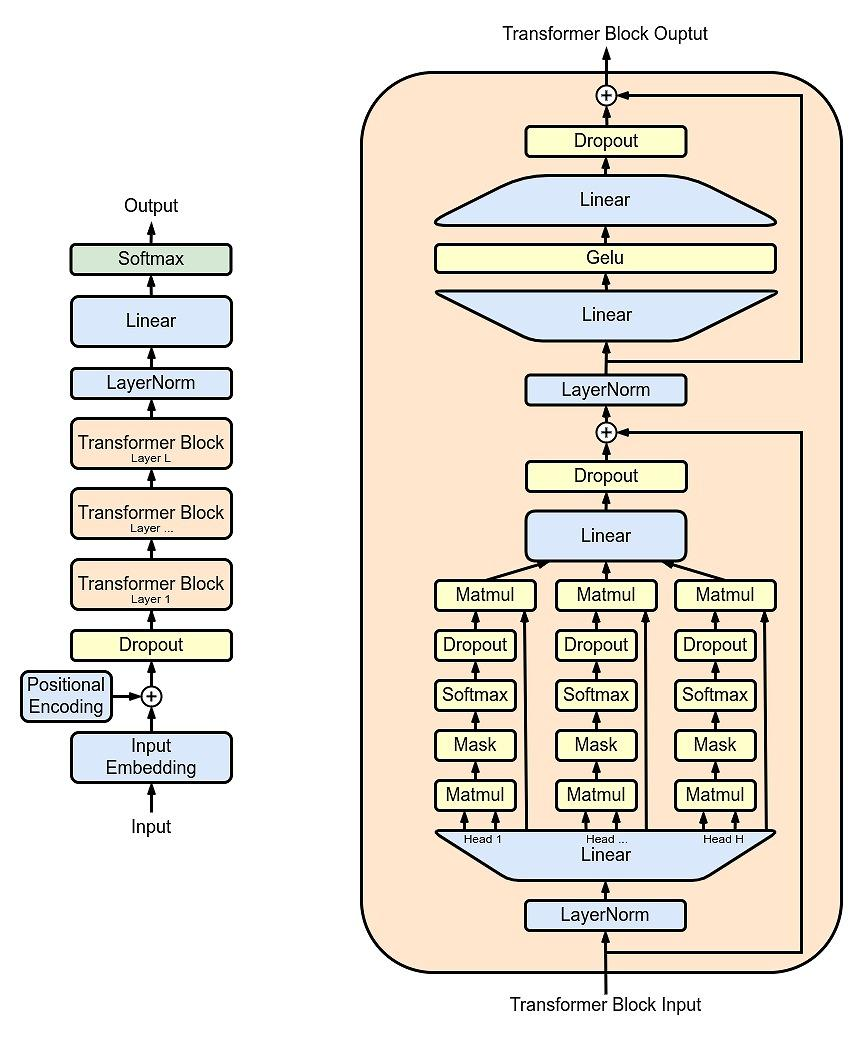 Output
Softmax
Linear
LayerNorm
Transformer Block
Layer L
Transformer Block
Layer ...
Transformer Block
Layer 1
Dropout
Positional
Encoding
Input
Embedding
Input
Transformer Block Ouptut
Dropout
Linear
Gelu
Linear
LayerNorm
Dropout
Linear
Matmul Matmul Matmul
Dropout Dropout Dropout
Softmax Softmax Softmax
Mask Mask Mask
Matmul Matmul Matmul
Head 1 Head ... Head H
Linear
LayerNorm
Transformer Block Input